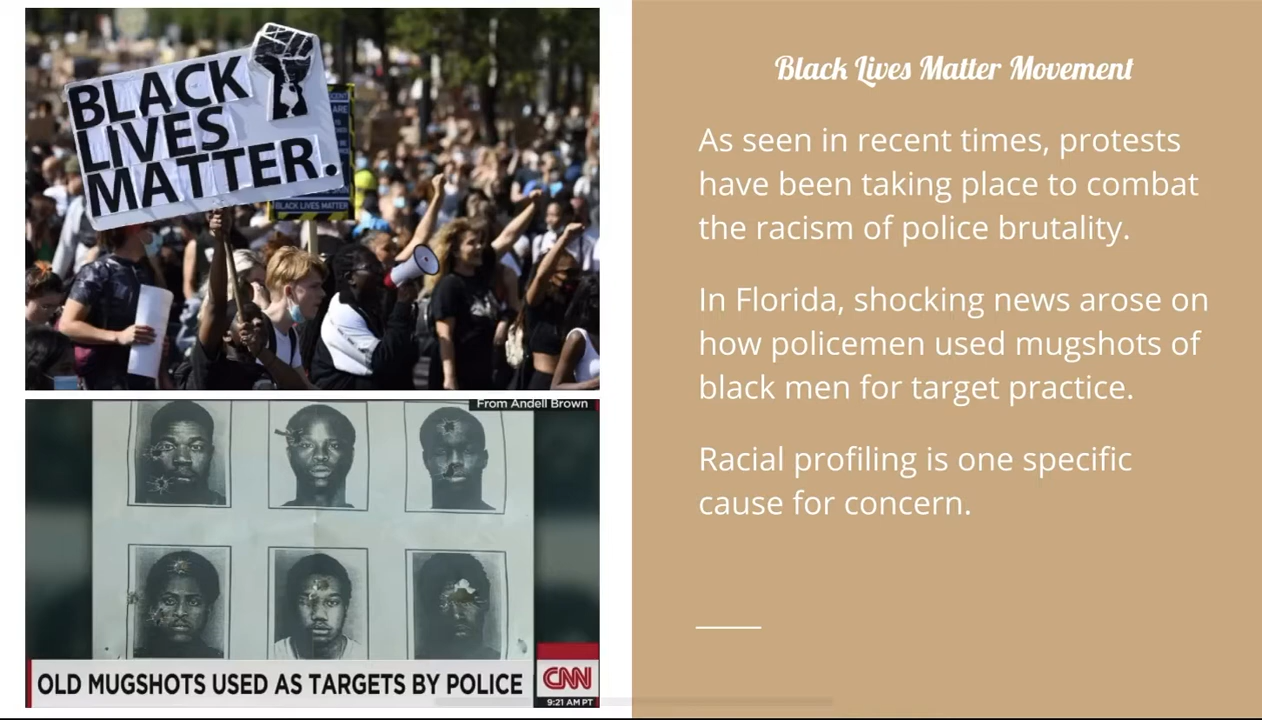 BLACK
LIVES
MATTER.
BLACK LIVES MATTER
From Andell Brown
OLD MUGSHOTS USED AS TARGETS BY POLICE
CNN
9:21 AM PT
Black Lives Matter Movement
As seen in recent times, protests
have been taking place to combat
the racism of police brutality.
In Florida, shocking news arose on
how policemen used mugshots of
black men for target practice.
Racial profiling is one specific
cause for concern.